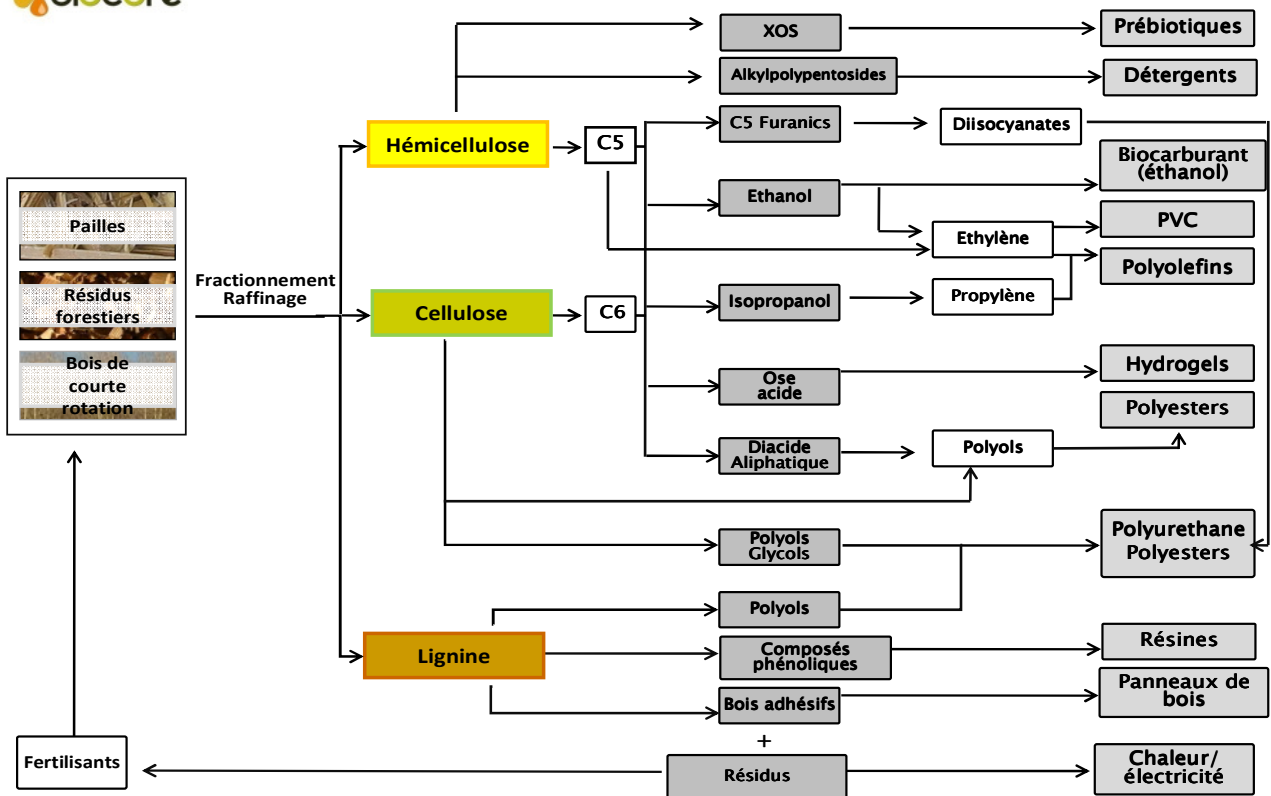 XOS
Prébiotiques
Alkylpolypentosides
Détergents
C5 Furanics
Diisocyanates
Hémicellulose
C5
Biocarburant
(éthanol)
Pailles
Ethanol
PVC
Ethylène
Fractionnement
Raffinage
Résidus
forestiers
Polyolefins
Isopropanol
Propylène
Cellulose
C6
Bois de
courte
rotation
Ose
acide
Hydrogels
Polyesters
Diacide
Aliphatique
Polyols
Polyols
Glycols
Polyurethane
Polyesters
Polyols
Lignine
Composés
phénoliques
Résines
Bois adhésifs
Panneaux de
bois
+
Fertilisants
Résidus
Chaleur/
électricité